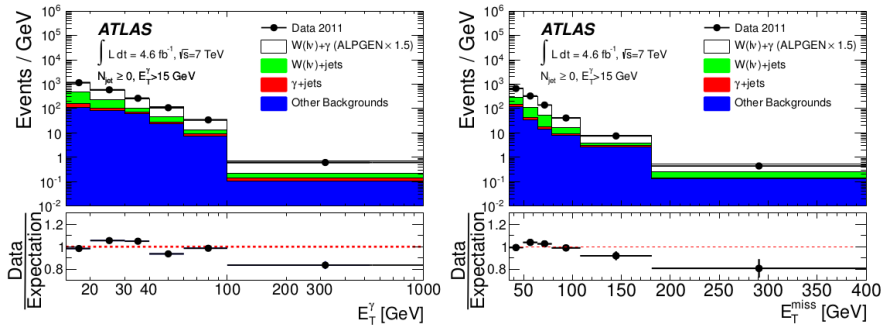 Events / GeV
10⁶
10⁵
10⁴
10³
10²
10
1
10⁻¹
10⁻²
ATLAS
∫ L dt = 4.6 fb⁻¹, √s=7 TeV
N_jet ≥ 0, E_T^γ>15 GeV
Data 2011
W(lν)+γ (ALPGEN × 1.5)
W(lν)+jets
γ+jets
Other Backgrounds
Data
Expectation
1.2
1
0.8
20 30 40 100 200 300 1000
E_T^γ [GeV]
Events / GeV
10⁶
10⁵
10⁴
10³
10²
10
1
10⁻¹
10⁻²
ATLAS
∫ L dt = 4.6 fb⁻¹, √s=7 TeV
N_jet ≥ 0, E_T^γ>15 GeV
Data 2011
W(lν)+γ (ALPGEN × 1.5)
W(lν)+jets
γ+jets
Other Backgrounds
Data
Expectation
1.2
1
0.8
50 100 150 200 250 300 350 400
E_T^miss [GeV]